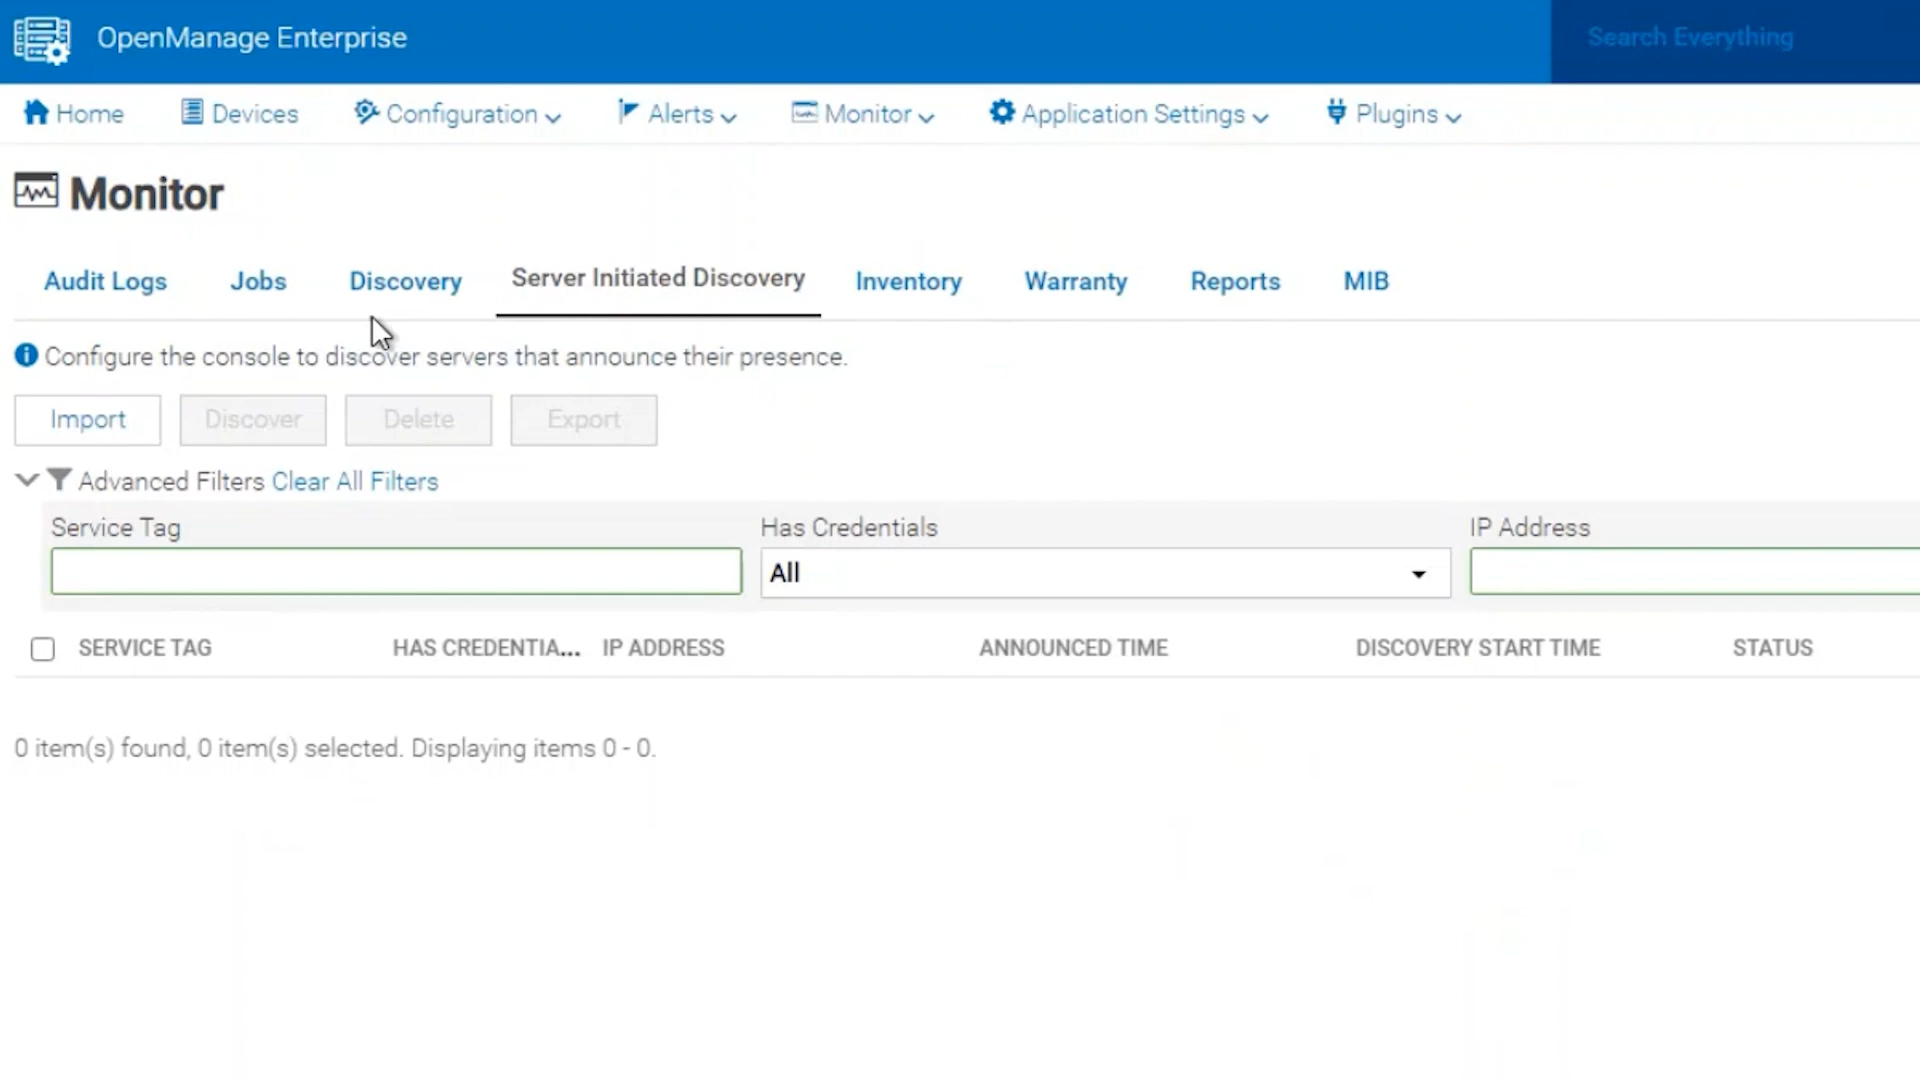 OpenManage Enterprise Search Everything
Home Devices Configuration Alerts Monitor Application Settings Plugins
Monitor
Audit Logs Jobs Discovery Server Initiated Discovery Inventory Warranty Reports MIB
Configure the console to discover servers that announce their presence.
Import Discover Delete Export
Advanced Filters Clear All Filters
Service Tag Has Credentials IP Address
All
SERVICE TAG HAS CREDENTIA... IP ADDRESS ANNOUNCED TIME DISCOVERY START TIME STATUS
0 item(s) found, 0 item(s) selected. Displaying items 0 - 0.